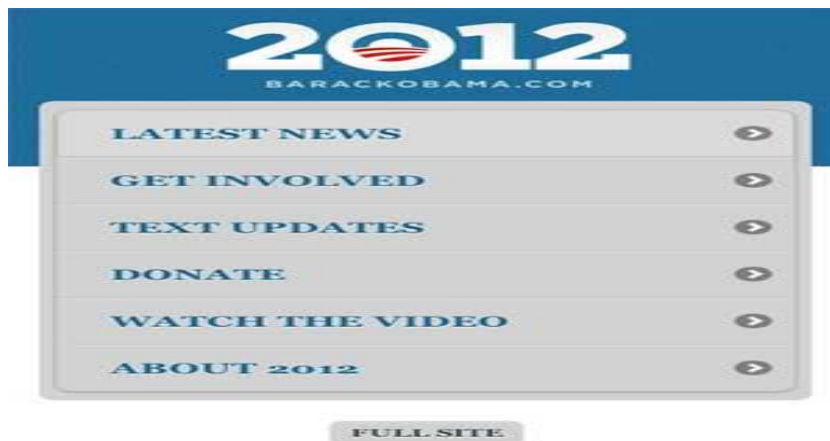 2012
BARACKOBAMA.COM
LATEST NEWS
GET INVOLVED
TEXT UPDATES
DONATE
WATCH THE VIDEO
ABOUT 2012
FULL SITE